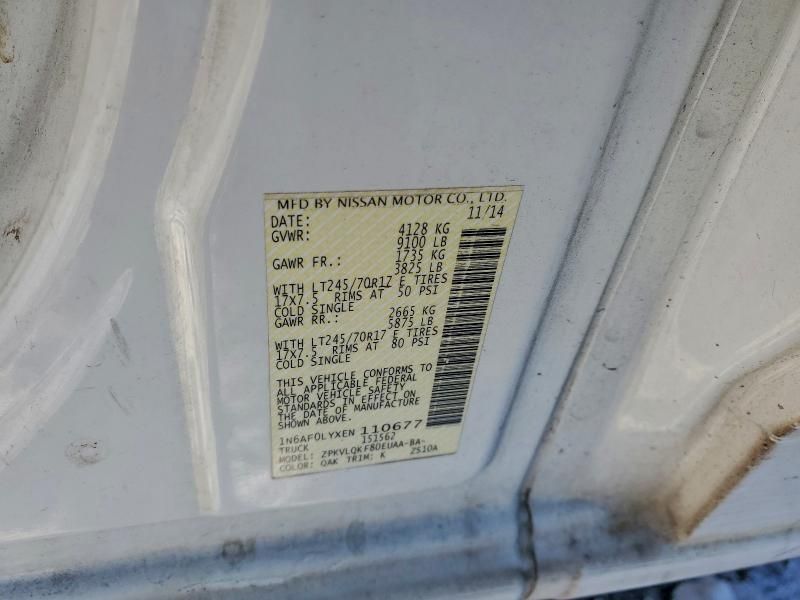 MFD BY NISSAN MOTOR CO., LTD.
DATE: 11/14
GVWR: 4128 KG
9100 LB
GAWR FR.: 1735 KG
3825 LB
WITH LT245/70R17 E TIRES
17X7.5 RIMS AT 50 PSI
COLD SINGLE
GAWR RR.: 2665 KG
5875 LB
WITH LT245/70R17 E TIRES
17X7.5 RIMS AT 80 PSI
COLD SINGLE
THIS VEHICLE CONFORMS TO
ALL APPLICABLE FEDERAL
MOTOR VEHICLE SAFETY
STANDARDS IN EFFECT ON
THE DATE OF MANUFACTURE
SHOWN ABOVE.
1N6AF0LYXEN 110677
TRUCK 151562
MODEL: ZPKVLQKF80EUAA-BA-
COLOR: QAK TRIM: K ZS10A